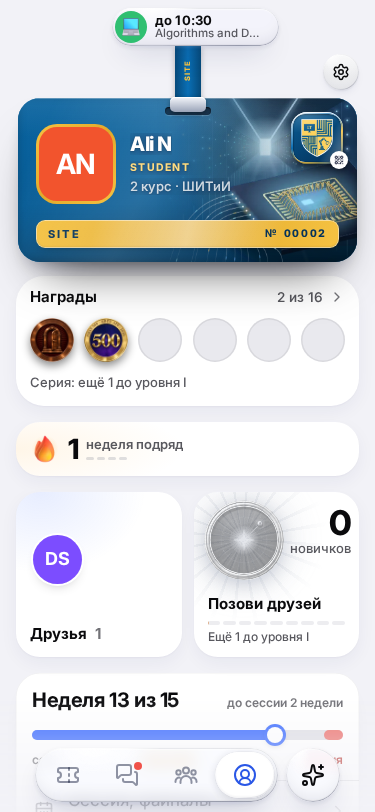 до 10:30
Algorithms and D...
SITE
AN
Ali N
STUDENT
2 курс · ШИТиИ
SITE
№ 00002
Награды
2 из 16
500
Серия: ещё 1 до уровня I
1
неделя подряд
DS
Друзья 1
0
новичков
Позови друзей
Ещё 1 до уровня I
Неделя 13 из 15
до сессии 2 недели
Сессия, файналы